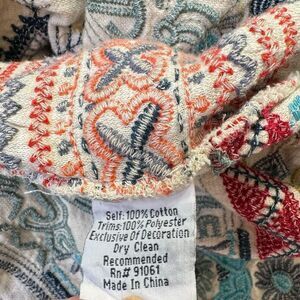 Self: 100% Cotton
Trims: 100% Polyester
Exclusive Of Decoration
Dry Clean
Recommended
Rn# 91061
Made In China